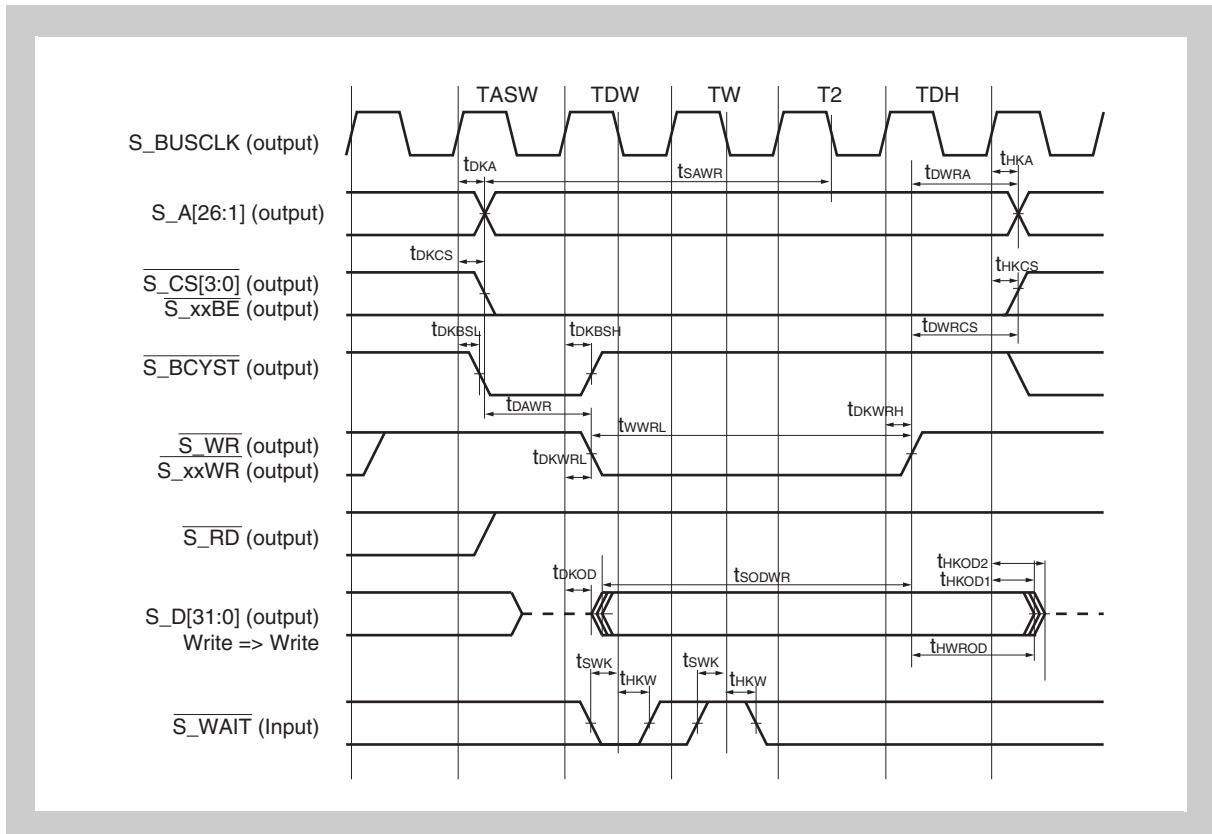 TASW TDW TW T2 TDH
S_BUSCLK (output)
tDKA tSAWR tDWRA tHKA
S_A[26:1] (output)
tDKCS tHKCS
S_CS[3:0] (output)
S_xxBE (output)
tDKBSL tDKBSH tDWRCS
S_BCYST (output)
tDAWR tWWRL tDKWRH
S_WR (output)
S_xxWR (output)
tDKWRL
S_RD (output)
tDKOD tSODWR tHKOD2
tHKOD1
S_D[31:0] (output)
Write => Write
tHWROD
tSWK tHKW tSWK tHKW
S_WAIT (Input)